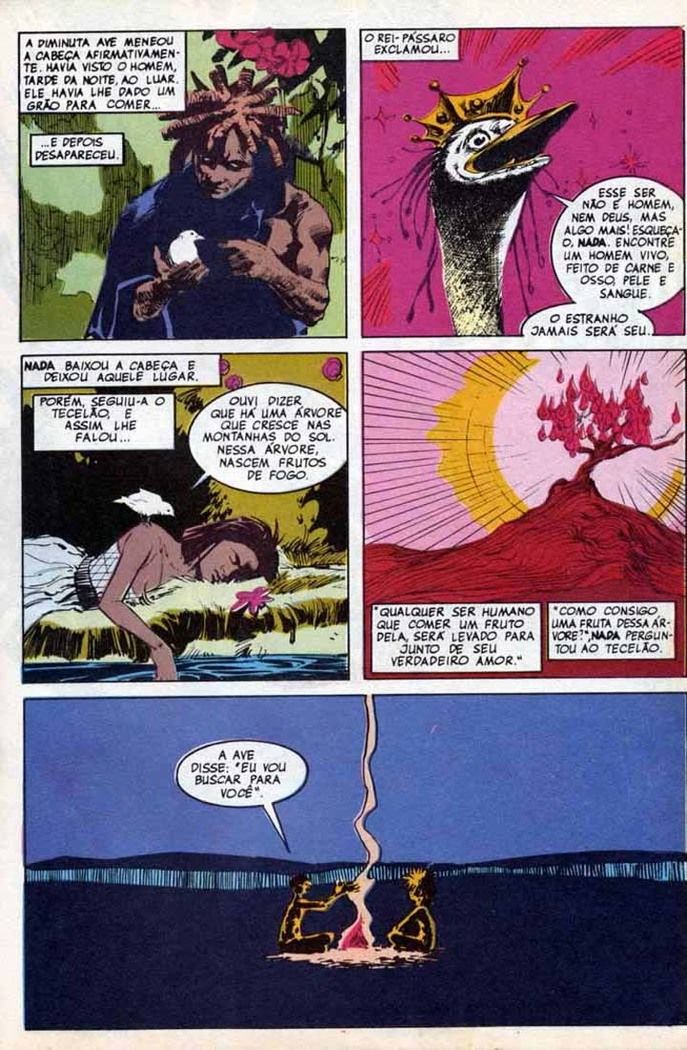 A DIMINUTA AVE MENEOU
A CABEÇA AFIRMATIVAMEN-
TE. HAVIA VISTO O HOMEM,
TARDE DA NOITE, AO LUAR.
ELE HAVIA LHE DADO UM
GRÃO PARA COMER...
...E DEPOIS
DESAPARECEU.
O REI-PÁSSARO
EXCLAMOU...
ESSE SER
NÃO É HOMEM,
NEM DEUS, MAS
ALGO MAIS! ESQUEÇA-
O, NADA. ENCONTRE
UM HOMEM VIVO,
FEITO DE CARNE E
OSSO, PELE E
SANGUE.
O ESTRANHO
JAMAIS SERÁ SEU.
NADA BAIXOU A CABEÇA E
DEIXOU AQUELE LUGAR.
PORÉM, SEGUIU-A O
TECELÃO, E
ASSIM LHE
FALOU...
OUVI DIZER
QUE HÁ UMA ÁRVORE
QUE CRESCE NAS
MONTANHAS DO SOL.
NESSA ÁRVORE,
NASCEM FRUTOS
DE FOGO.
"QUALQUER SER HUMANO
QUE COMER UM FRUTO
DELA, SERÁ LEVADO PARA
JUNTO DE SEU
VERDADEIRO AMOR."
"COMO CONSIGO
UMA FRUTA DESSA ÁR-
VORE?", NADA PERGUN-
TOU AO TECELÃO.
A AVE
DISSE: "EU VOU
BUSCAR PARA
VOCÊ".